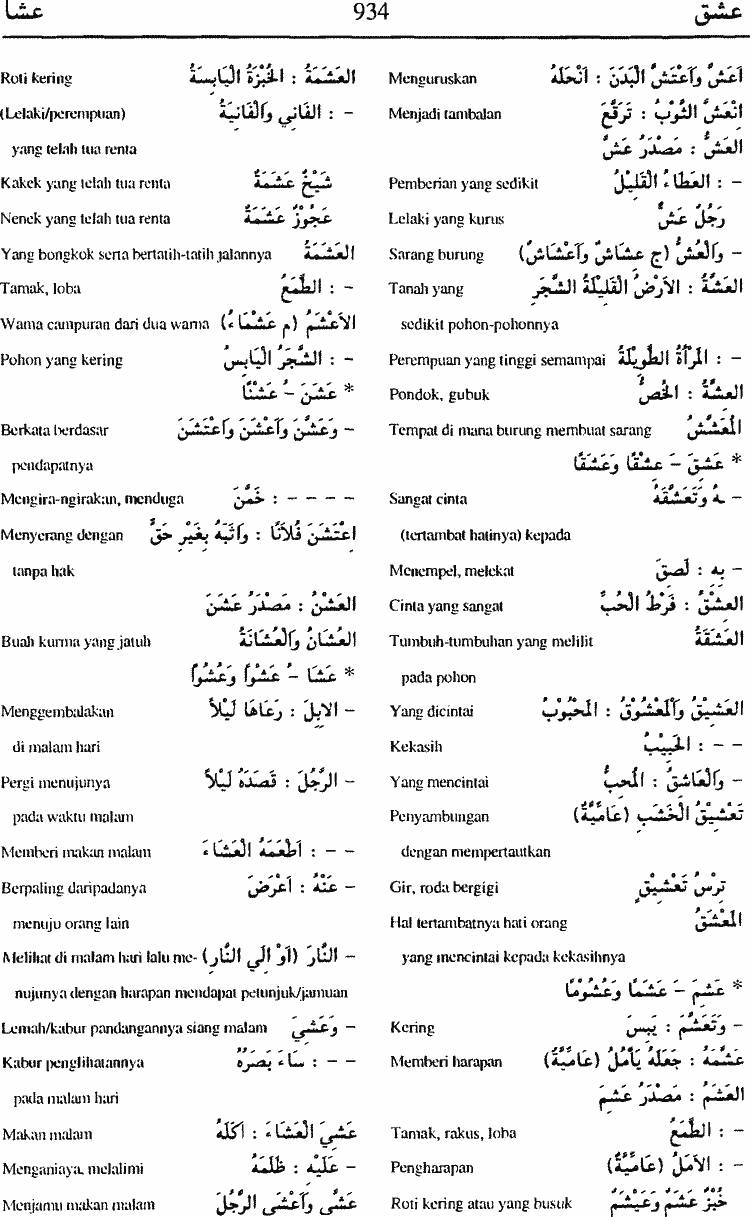 عشق 934 عشا
أَعَشَّ وَأَعْتَشَّ الْبَدَنَ : أَنْحَلَهُ Menguruskan
انْعَشَّ الثَّوْبُ : تَرَقَّعَ Menjadi tambalan
العَشُّ : مَصْدَرُ عَشَّ
– : العَطَاءُ الْقَلِيْلُ Pemberian yang sedikit
رَجُلٌ عَشٌّ Lelaki yang kurus
– وَالْعُشُّ (ج عِشَاشٌ وَأَعْشَاشٌ) Sarang burung
العَشَّةُ : الأَرْضُ الْقَلِيْلَةُ الشَّجَرِ Tanah yang
sedikit pohon-pohonnya
– : الْمَرْأَةُ الطَّوِيْلَةُ Perempuan yang tinggi semampai
العشَّةُ : الخُصُّ Pondok, gubuk
الْمُعَشَّشُ Tempat di mana burung membuat sarang
* عَشِقَ – عِشْقًا وَعَشَقًا
– ـهُ وَتَعَشَّقَهُ Sangat cinta
(tertambat hatinya) kepada
– بِهِ : لَصِقَ Menempel, melekat
العِشْقُ : فَرْطُ الْحُبِّ Cinta yang sangat
العَشَقَةُ Tumbuh-tumbuhan yang melilit
pada pohon
العَشِيْقُ وَالْمَعْشُوْقُ : الْمَحْبُوْبُ Yang dicintai
– – : الْحَبِيْبُ Kekasih
– وَالْعَاشِقُ : الْمُحِبُّ Yang mencintai
تَعْشِيْقُ الْخَشَبِ (عَامِّيَّةٌ) Penyambungan
dengan mempertautkan
تِرْسُ تَعْشِيْقٍ Gir, roda bergigi
الْمَعْشَقُ Hal tertambatnya hati orang
yang mencintai kepada kekasihnya
* عَشِمَ – عَشَمًا وَعُشُوْمًا
– وَتَعَشَّمَ : يَبِسَ Kering
عَشَّمَهُ : جَعَلَهُ يَأْمُلُ (عَامِّيَّةٌ) Memberi harapan
العَشَمُ : مَصْدَرُ عَشِمَ
– : الطَّمَعُ Tamak, rakus, loba
– : الأَمَلُ (عَامِّيَّةٌ) Pengharapan
خُبْزٌ عَشَمٌ وَعَيْشَمٌ Roti kering atau yang busuk
العَشَمَةُ : الخُبْزَةُ الْيَابِسَةُ Roti kering
– : الفَانِي وَالْفَانِيَةُ (Lelaki/perempuan)
yang telah tua renta
شَيْخٌ عَشَمَةٌ Kakek yang telah tua renta
عَجُوْزٌ عَشَمَةٌ Nenek yang telah tua renta
العَشَمَةُ Yang bongkok serta bertatih-tatih jalannya
– : الطَّمَعُ Tamak, loba
الأَعْشَمُ (م عَشْمَاءُ) Warna campuran dari dua warna
– : الشَّجَرُ الْيَابِسُ Pohon yang kering
* عَشَنَ – عَشْنًا
– وَعَشَّنَ وَأَعْشَنَ وَاعْتَشَنَ Berkata berdasar
pendapatnya
– – – – : خَمَّنَ Mengira-ngirakan, menduga
اعْتَشَنَ فُلَانًا : وَاثَبَهُ بِغَيْرِ حَقٍّ Menyerang dengan
tanpa hak
العَشْنُ : مَصْدَرُ عَشَنَ
العُشَانُ وَالْعُشَانَةُ Buah kurma yang jatuh
* عَشَا – عَشْوًا وَعُشُوًّا
– الابِلَ : رَعَاهَا لَيْلاً Menggembalakan
di malam hari
– الرَّجُلَ : قَصَدَهُ لَيْلاً Pergi menujunya
pada waktu malam
– – : أَطْعَمَهُ الْعَشَاءَ Memberi makan malam
– عَنْهُ : أَعْرَضَ Berpaling daripadanya
menuju orang lain
– النَّارَ (أَوْ إِلَي النَّارِ) Melihat di malam hari lalu me-
nujunya dengan harapan mendapat petunjuk/jamuan
– وَعَشِيَ Lemah/kabur pandangannya siang malam
– – : سَاءَ بَصَرُهُ Kabur penglihatannya
pada malam hari
عَشِيَ الْعَشَاءَ : أَكَلَهُ Makan malam
– عَلَيْهِ : ظَلَمَهُ Menganiaya, melalimi
عَشَّى وَأَعْشَى الرَّجُلَ Menjamu makan malam